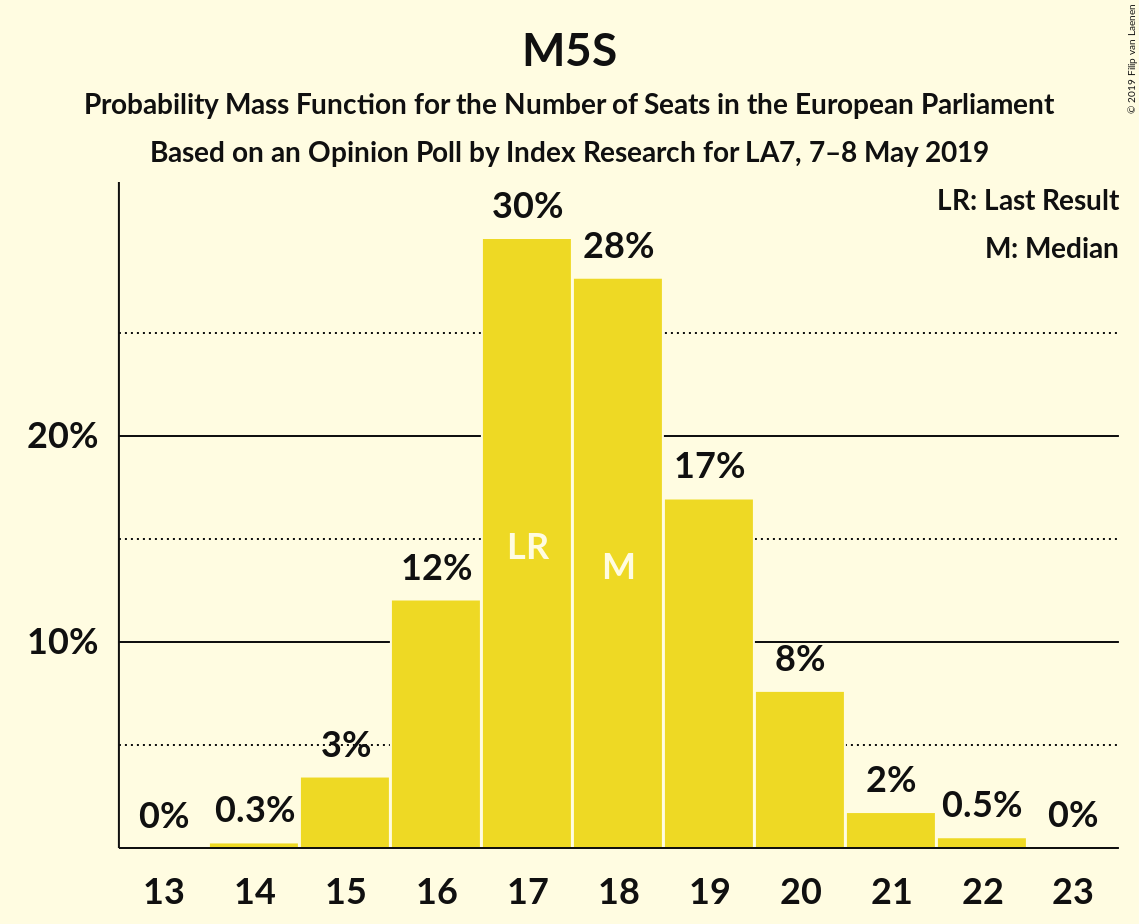 M5S
Probability Mass Function for the Number of Seats in the European Parliament
Based on an Opinion Poll by Index Research for LA7, 7–8 May 2019
© 2019 Filip van Laenen
LR: Last Result
M: Median
30%
28%
20%
17%
LR
M
12%
10%
8%
3%
2%
0%
0.3%
0.5%
0%
13 14 15 16 17 18 19 20 21 22 23